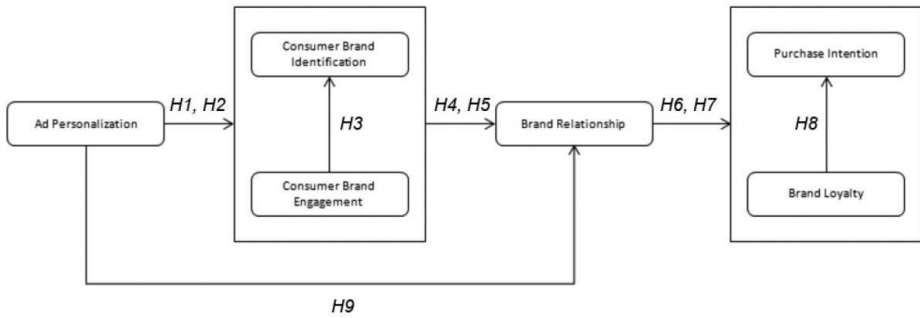 Consumer Brand
Identification
Purchase Intention
H1, H2
H4, H5
H6, H7
Ad Personalization
H3
Brand Relationship
H8
Consumer Brand
Engagement
Brand Loyalty
H9